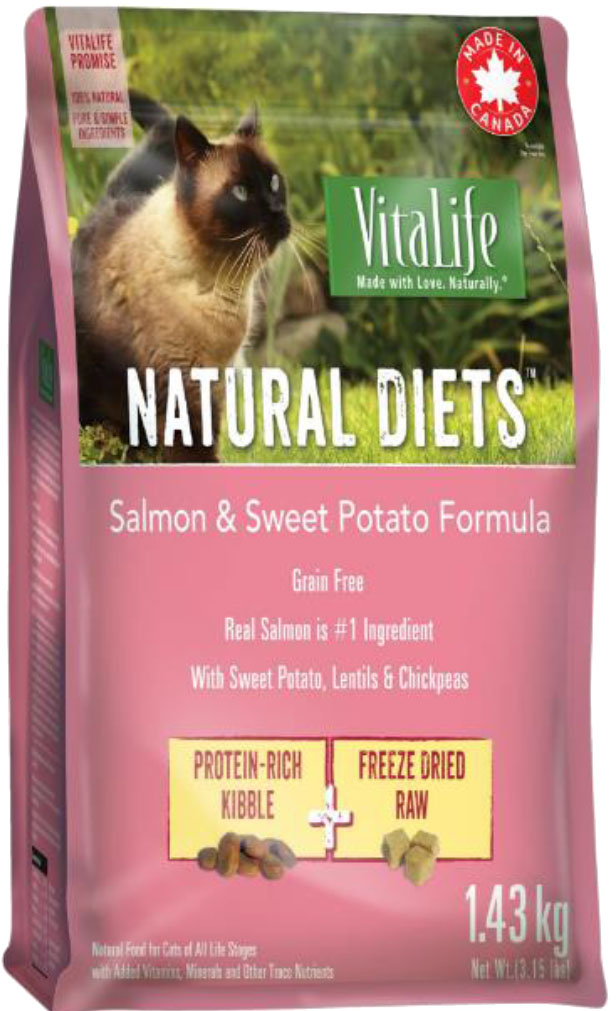 VITALIFE
PROMISE
100% NATURAL
PURE & SIMPLE
INGREDIENTS
MADE IN
CANADA
VitaLife
Made with Love. Naturally.®
NATURAL DIETS™
Salmon & Sweet Potato Formula
Grain Free
Real Salmon is #1 Ingredient
With Sweet Potato, Lentils & Chickpeas
PROTEIN-RICH
KIBBLE
+
FREEZE DRIED
RAW
1.43 kg
Net Wt.(3.15 lbs)
Natural Food for Cats of All Life Stages
with Added Vitamins, Minerals and Other Trace Nutrients